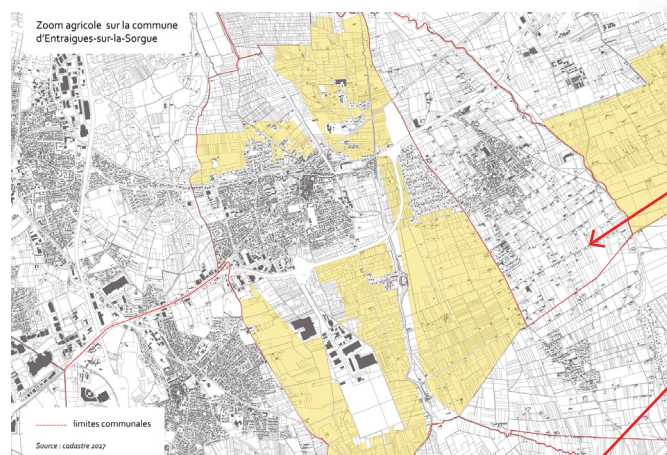 Zoom agricole sur la commune
d'Entraigues-sur-la-Sorgue
limites communales
Source : cadastre 2017